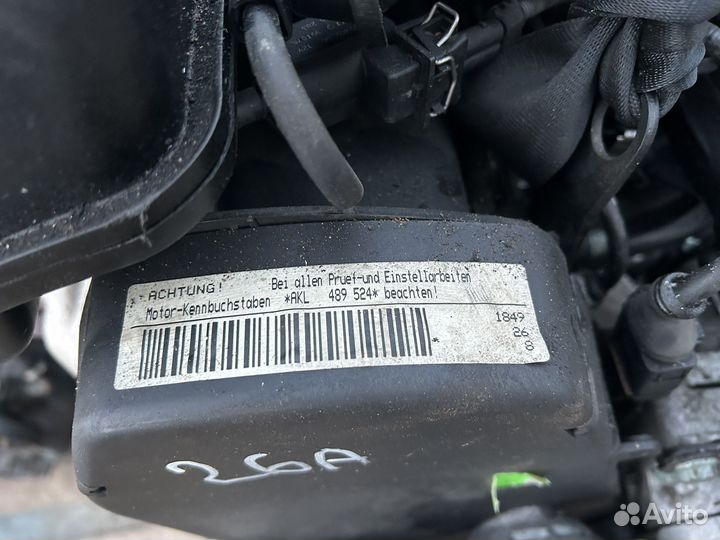 ACHTUNG! Bei allen Pruef-und Einstellarbeiten
Motor-Kennbuchstaben *AKL 489 524* beachten!
1849
26
8
26A
Avito